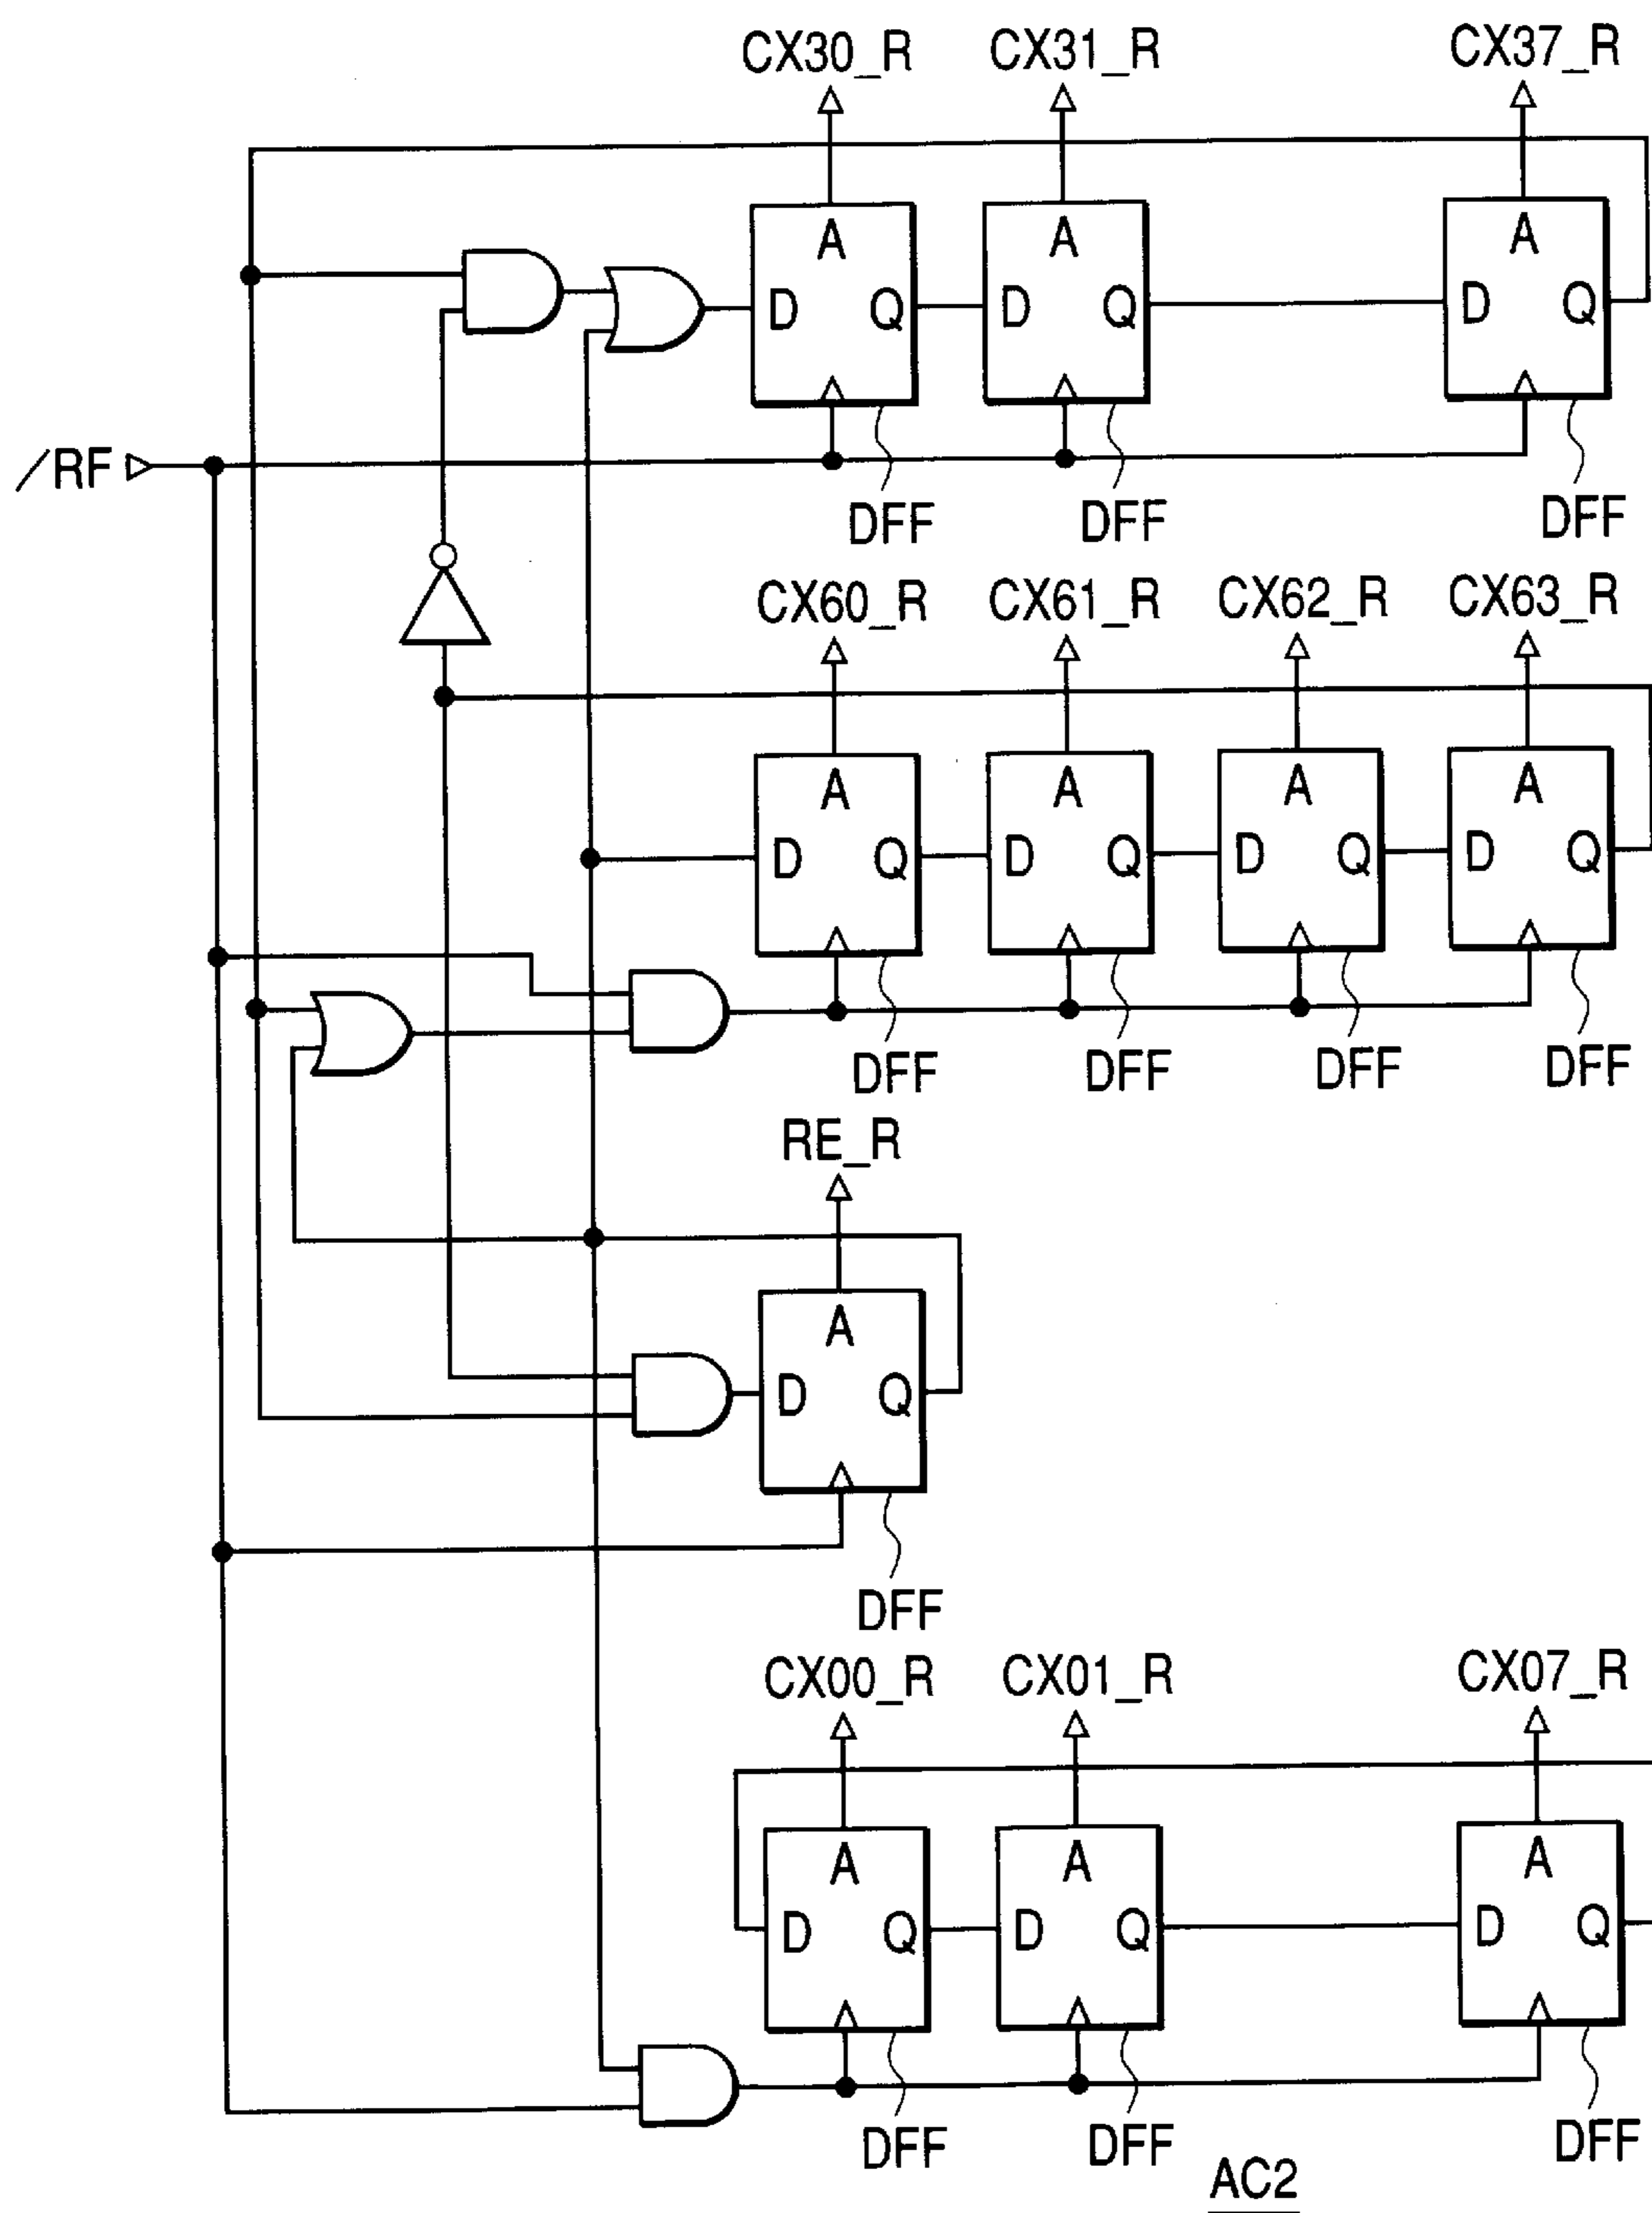 CX30_R CX31_R CX37_R
A A A
D Q D Q D Q
/RF
DFF DFF DFF
CX60_R CX61_R CX62_R CX63_R
A A A A
D Q D Q D Q D Q
DFF DFF DFF DFF
RE_R
A
D Q
DFF
CX00_R CX01_R CX07_R
A A A
D Q D Q D Q
DFF DFF DFF
AC2